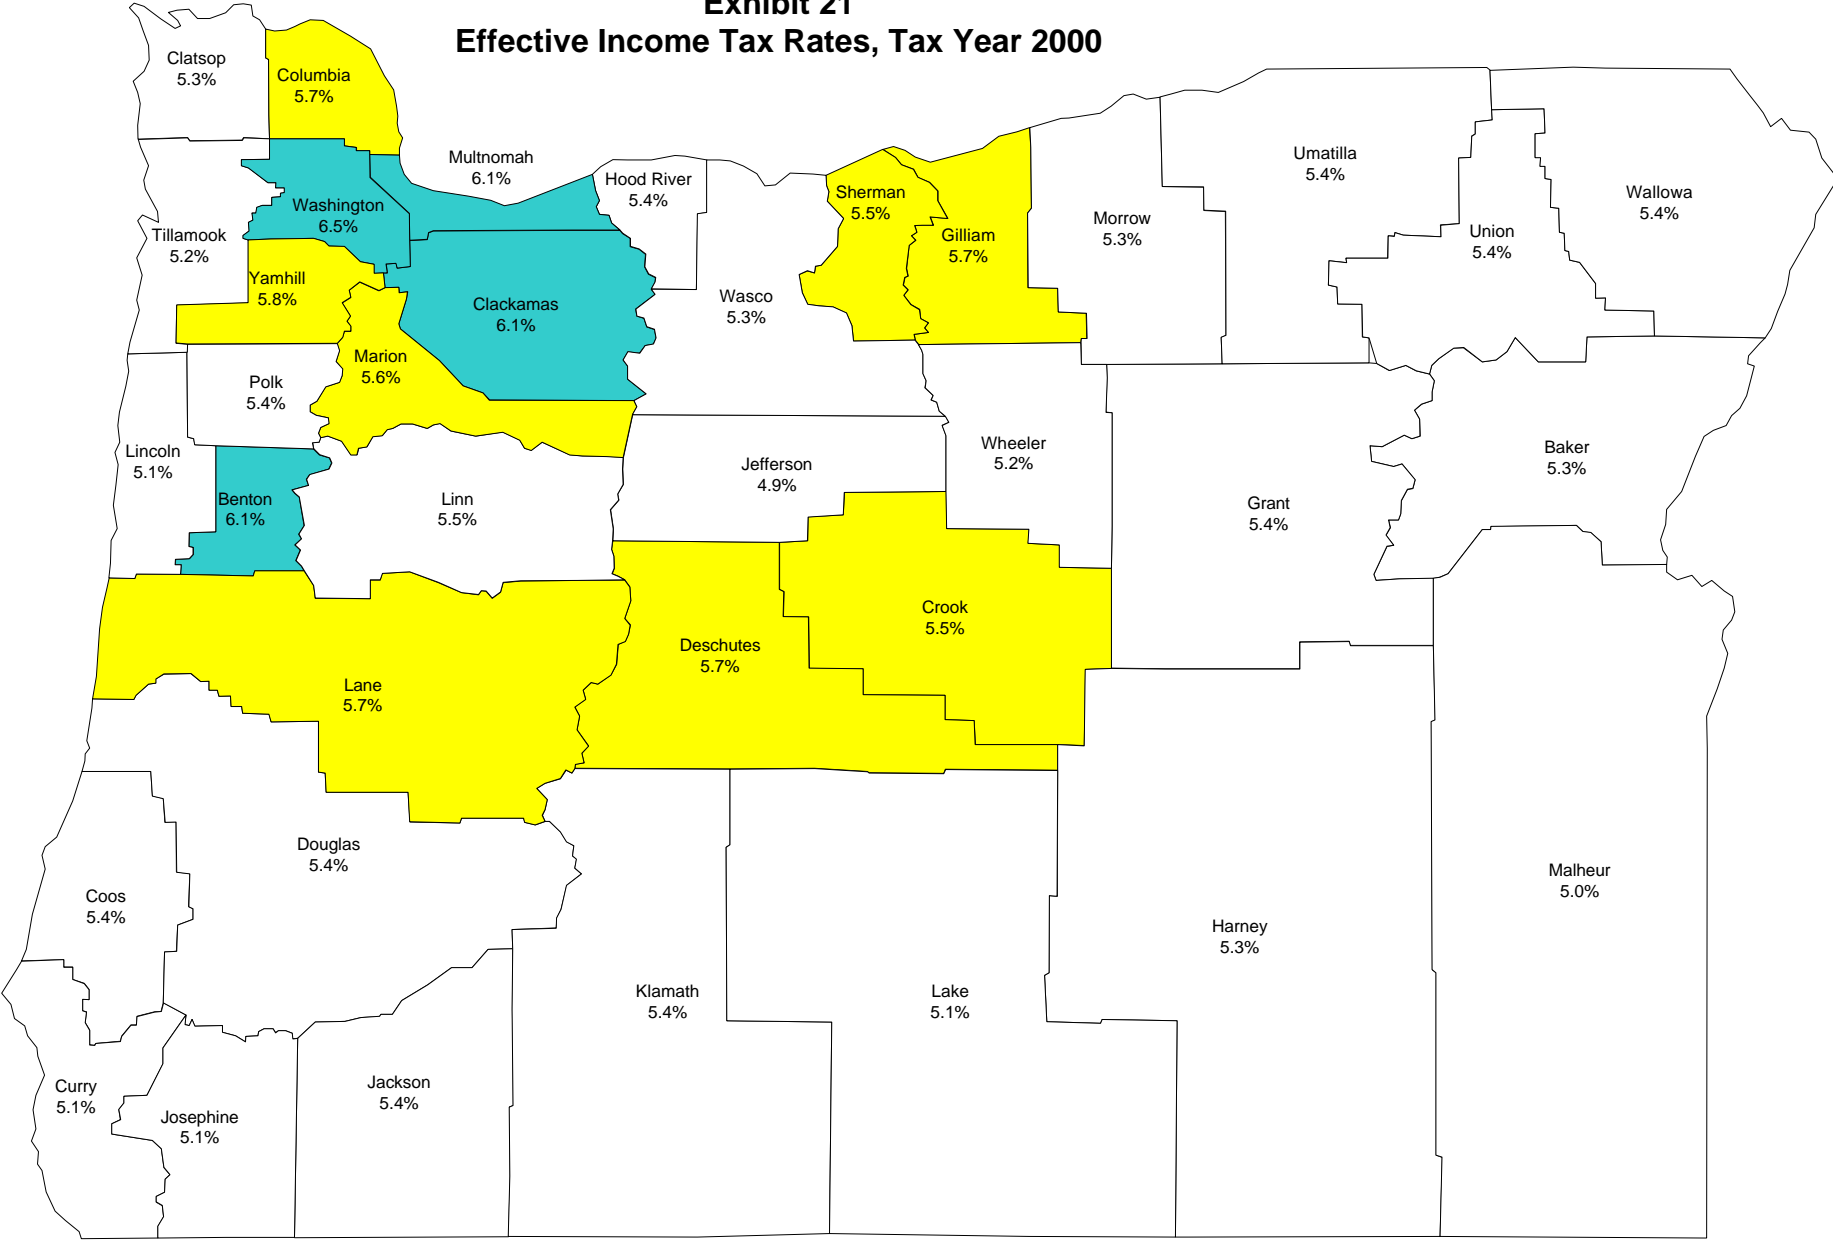 Exhibit 21
Effective Income Tax Rates, Tax Year 2000
Clatsop
5.3%
Columbia
5.7%
Multnomah
6.1%
Hood River
5.4%
Washington
6.5%
Tillamook
5.2%
Yamhill
5.8%
Clackamas
6.1%
Wasco
5.3%
Sherman
5.5%
Gilliam
5.7%
Morrow
5.3%
Umatilla
5.4%
Union
5.4%
Wallowa
5.4%
Marion
5.6%
Polk
5.4%
Lincoln
5.1%
Benton
6.1%
Linn
5.5%
Jefferson
4.9%
Wheeler
5.2%
Grant
5.4%
Baker
5.3%
Lane
5.7%
Deschutes
5.7%
Crook
5.5%
Douglas
5.4%
Coos
5.4%
Curry
5.1%
Josephine
5.1%
Jackson
5.4%
Klamath
5.4%
Lake
5.1%
Harney
5.3%
Malheur
5.0%